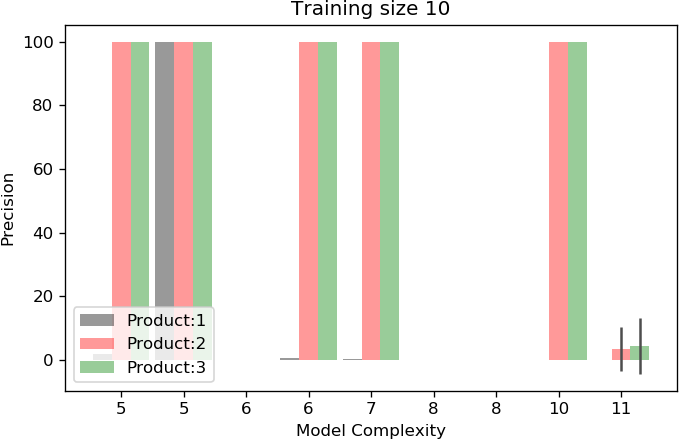 Training size 10
Precision
100
80
60
40
20
0
Product:1
Product:2
Product:3
5 5 6 6 7 8 8 10 11
Model Complexity